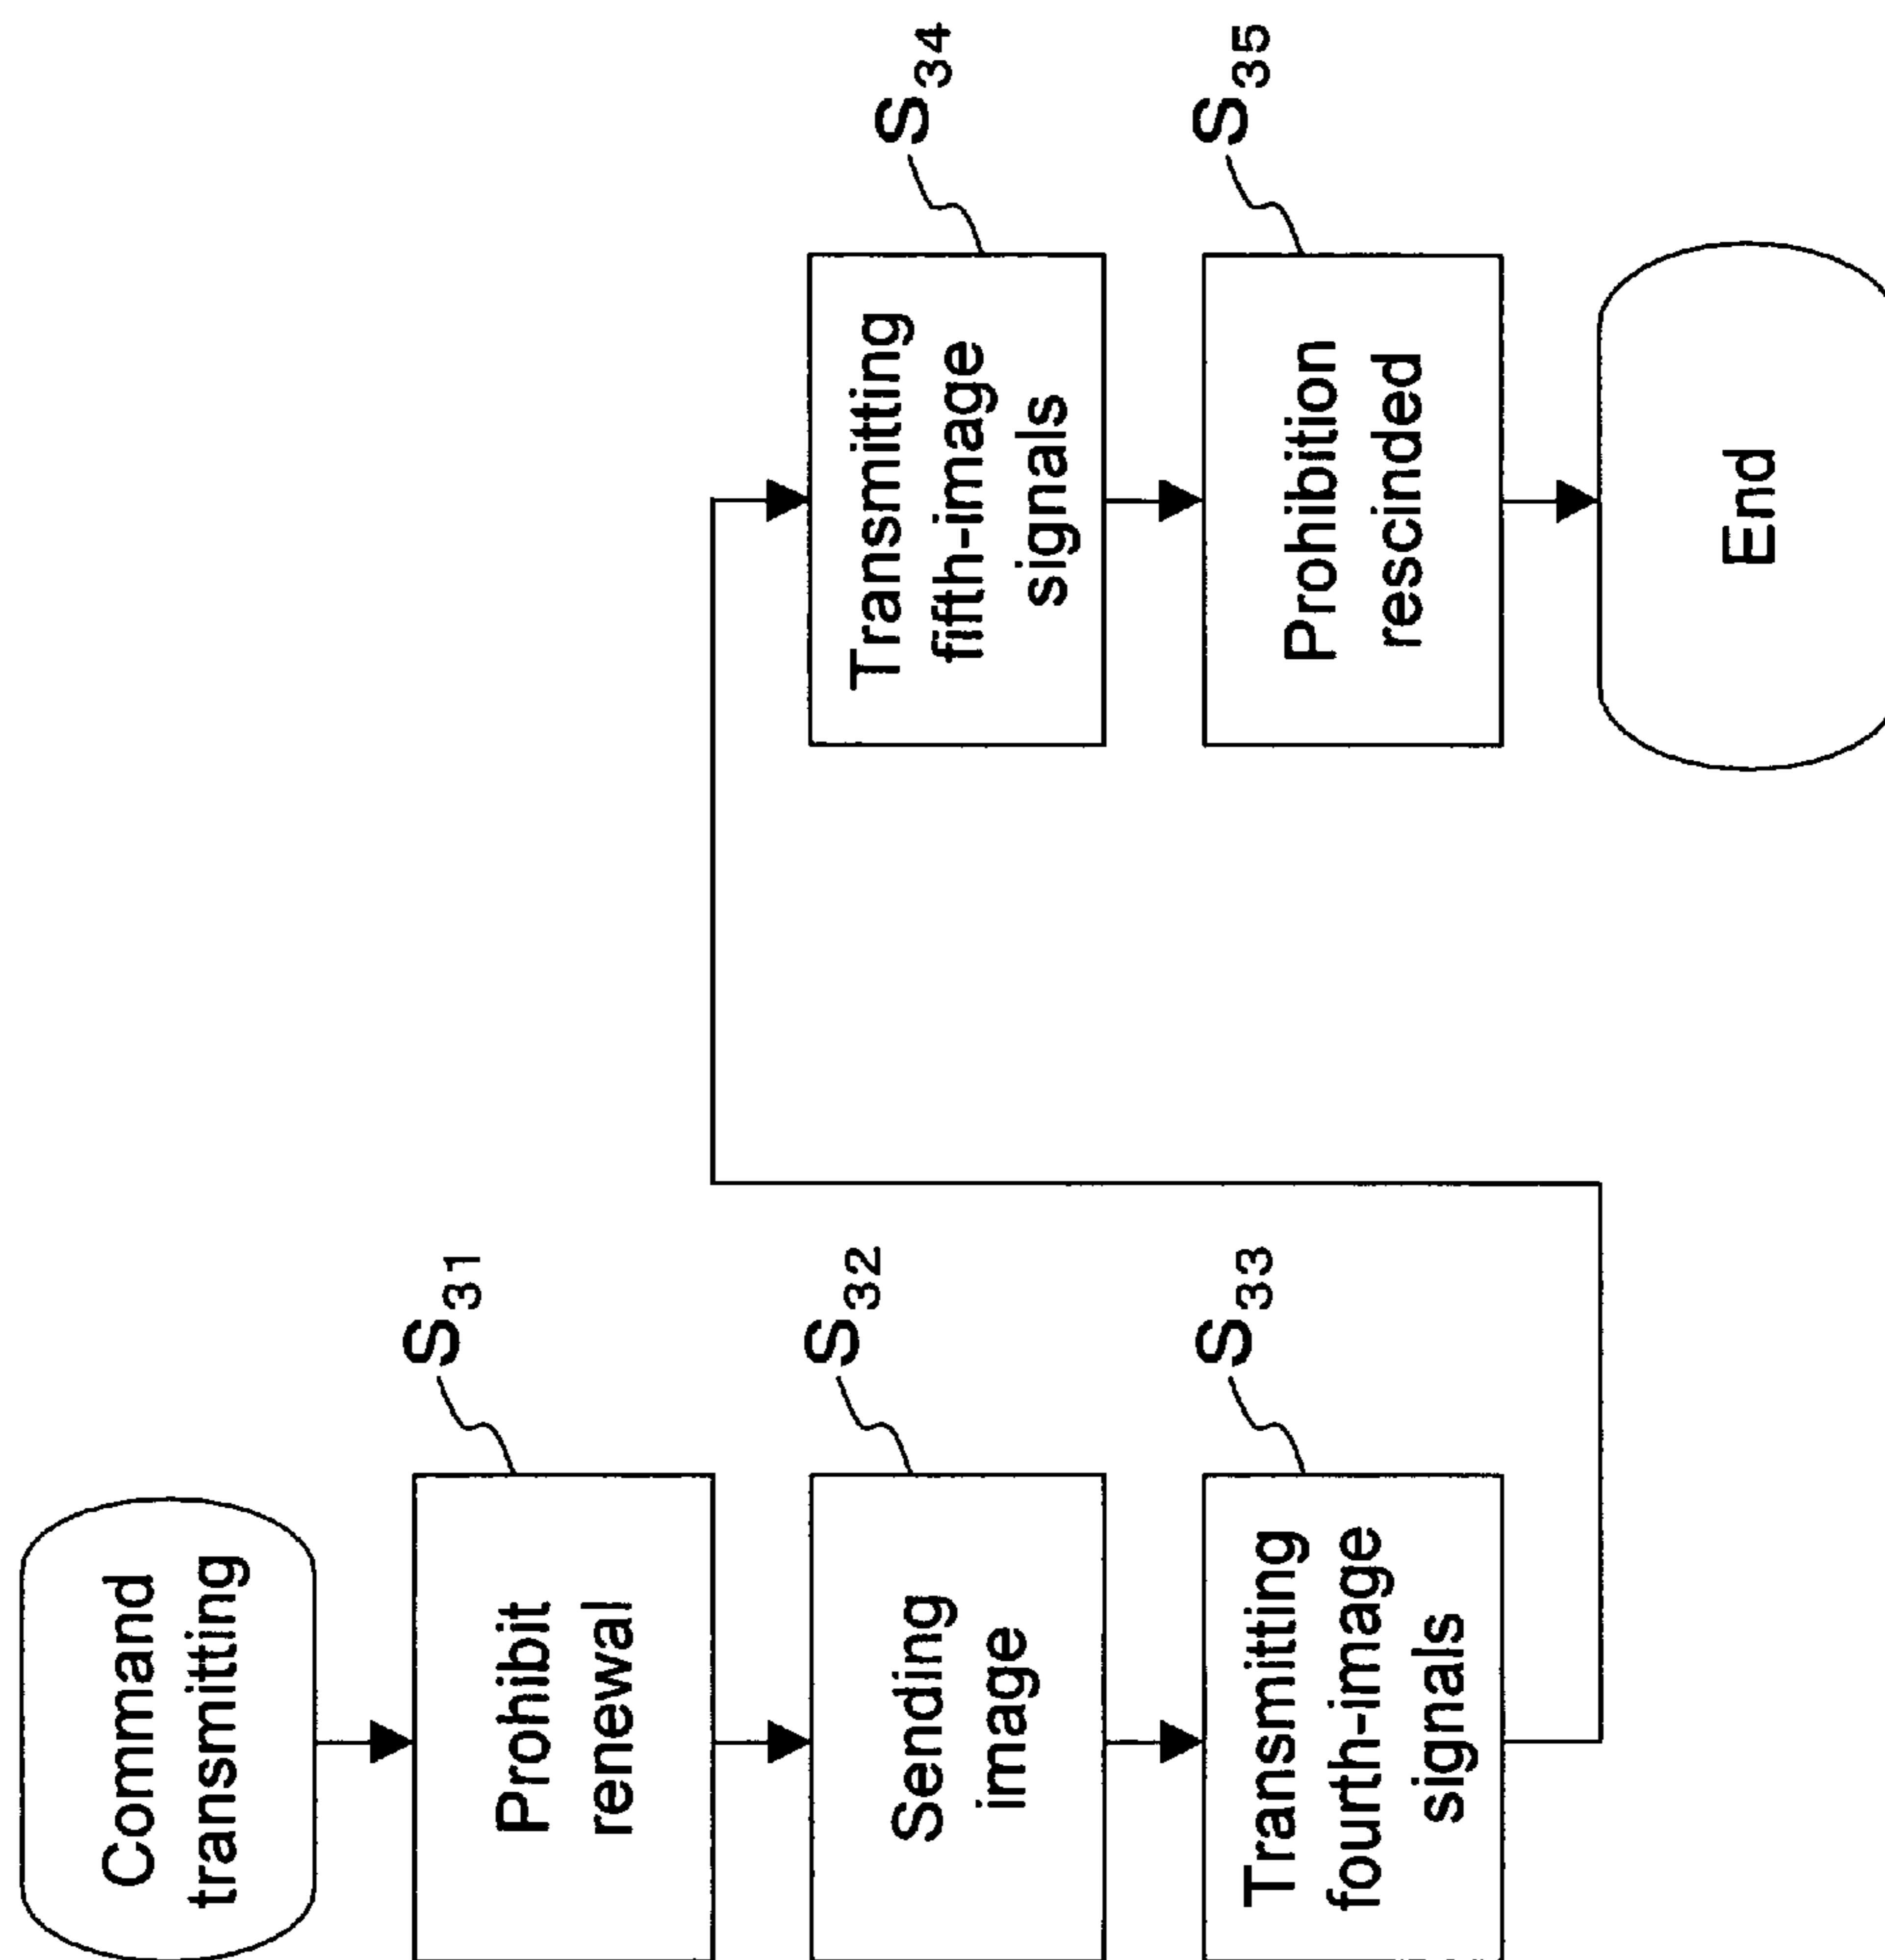 Command
transmitting
S31
Prohibit
renewal
S32
Sending
image
S33
Transmitting
fourth-image
signals
S34
Transmitting
fifth-image
signals
S35
Prohibition
rescinded
End